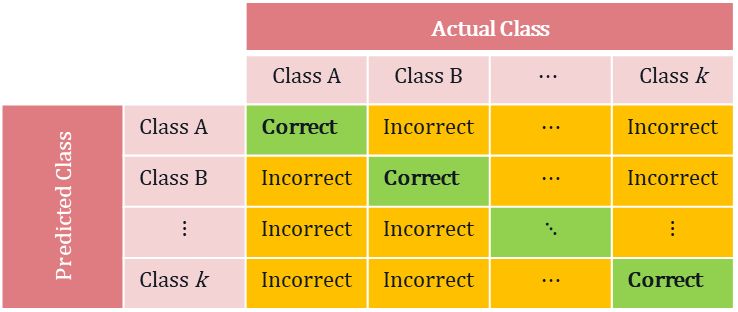 Actual Class
Class A Class B ⋯ Class k
Predicted Class
Class A Correct Incorrect ⋯ Incorrect
Class B Incorrect Correct ⋯ Incorrect
⋮ Incorrect Incorrect ⋱ ⋮
Class k Incorrect Incorrect ⋯ Correct